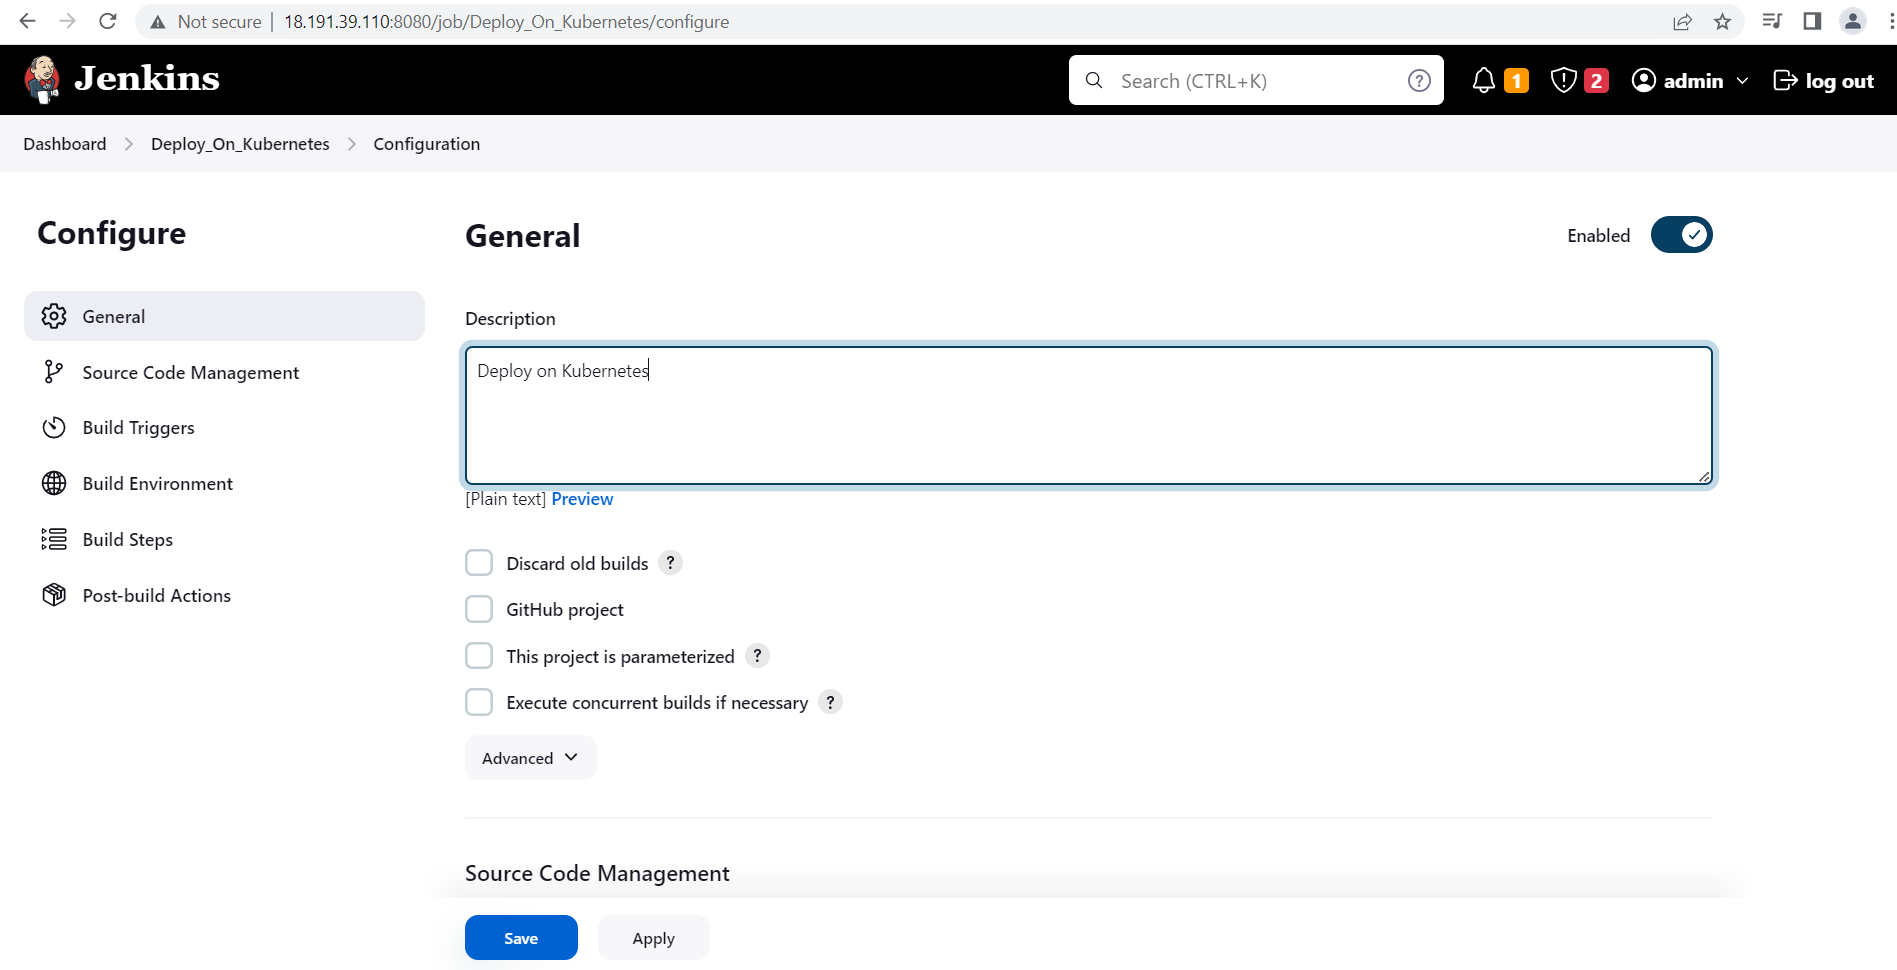 Not secure | 18.191.39.110:8080/job/Deploy_On_Kubernetes/configure
Jenkins
Search (CTRL+K)
?
1
2
admin
log out
Dashboard
Deploy_On_Kubernetes
Configuration
Configure
General
Source Code Management
Build Triggers
Build Environment
Build Steps
Post-build Actions
General
Enabled
Description
Deploy on Kubernetes
[Plain text] Preview
Discard old builds ?
GitHub project
This project is parameterized ?
Execute concurrent builds if necessary ?
Advanced
Source Code Management
Save
Apply